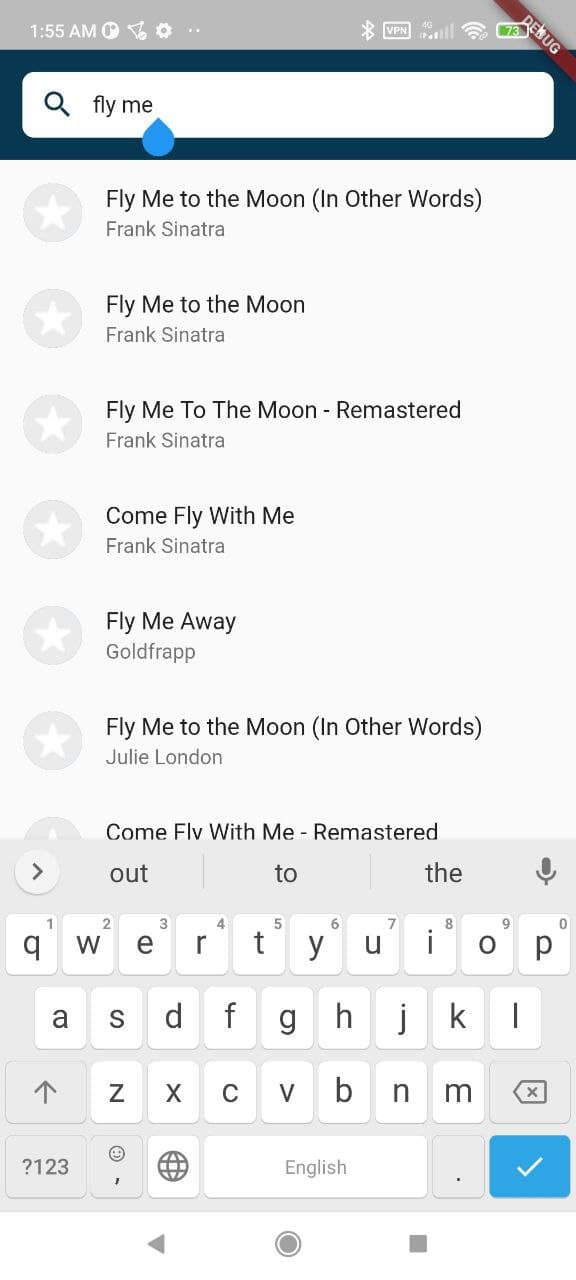 1:55 AM
VPN
4G
73
DEBUG
fly me
Fly Me to the Moon (In Other Words)
Frank Sinatra
Fly Me to the Moon
Frank Sinatra
Fly Me To The Moon - Remastered
Frank Sinatra
Come Fly With Me
Frank Sinatra
Fly Me Away
Goldfrapp
Fly Me to the Moon (In Other Words)
Julie London
Come Fly With Me - Remastered
out to the
1 2 3 4 5 6 7 8 9 0
q w e r t y u i o p
a s d f g h j k l
z x c v b n m
?123 , English .